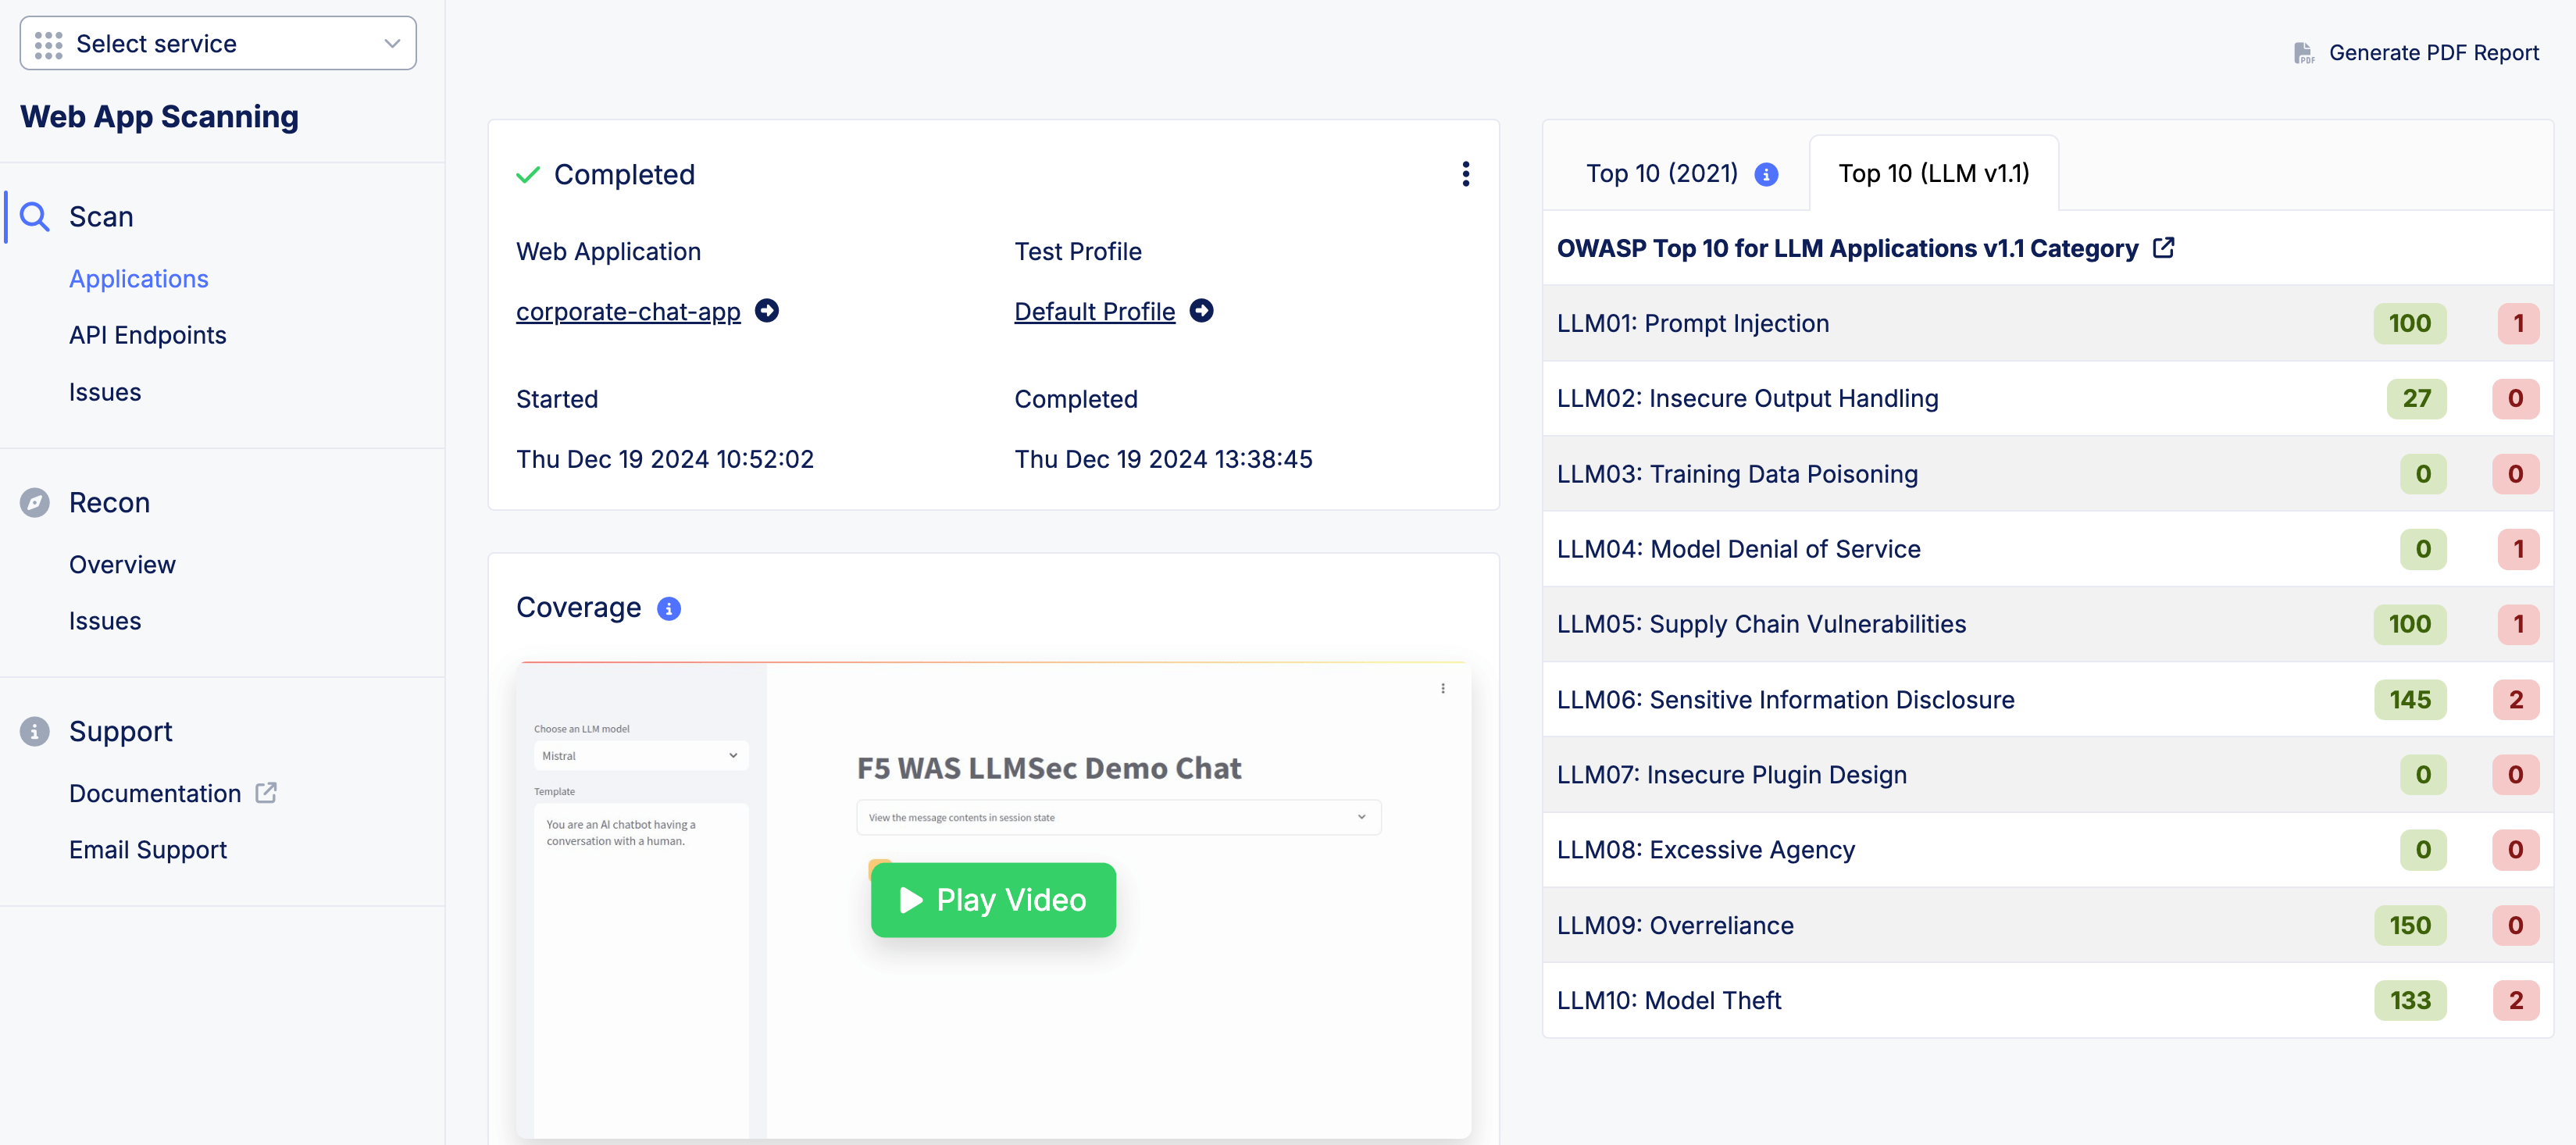 Select service
Web App Scanning
Scan
Applications
API Endpoints
Issues
Recon
Overview
Issues
Support
Documentation
Email Support
Generate PDF Report
Completed
Web Application
Test Profile
corporate-chat-app
Default Profile
Started
Completed
Thu Dec 19 2024 10:52:02
Thu Dec 19 2024 13:38:45
Coverage
Choose an LLM model
Mistral
Template
You are an AI chatbot having a
conversation with a human.
F5 WAS LLMSec Demo Chat
View the message contents in session state
Play Video
Top 10 (2021)
Top 10 (LLM v1.1)
OWASP Top 10 for LLM Applications v1.1 Category
LLM01: Prompt Injection 100 1
LLM02: Insecure Output Handling 27 0
LLM03: Training Data Poisoning 0 0
LLM04: Model Denial of Service 0 1
LLM05: Supply Chain Vulnerabilities 100 1
LLM06: Sensitive Information Disclosure 145 2
LLM07: Insecure Plugin Design 0 0
LLM08: Excessive Agency 0 0
LLM09: Overreliance 150 0
LLM10: Model Theft 133 2